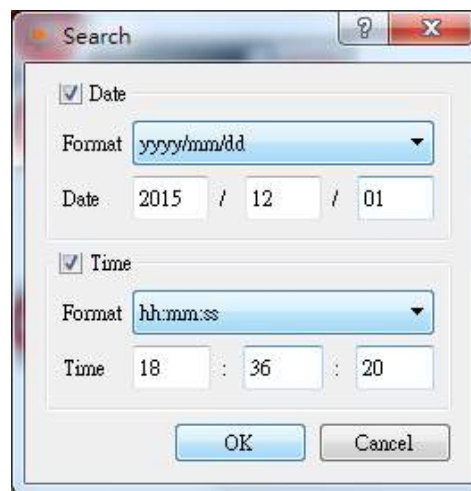 Search
Date
Format yyyy/mm/dd
Date 2015 / 12 / 01
Time
Format hh:mm:ss
Time 18 : 36 : 20
OK Cancel